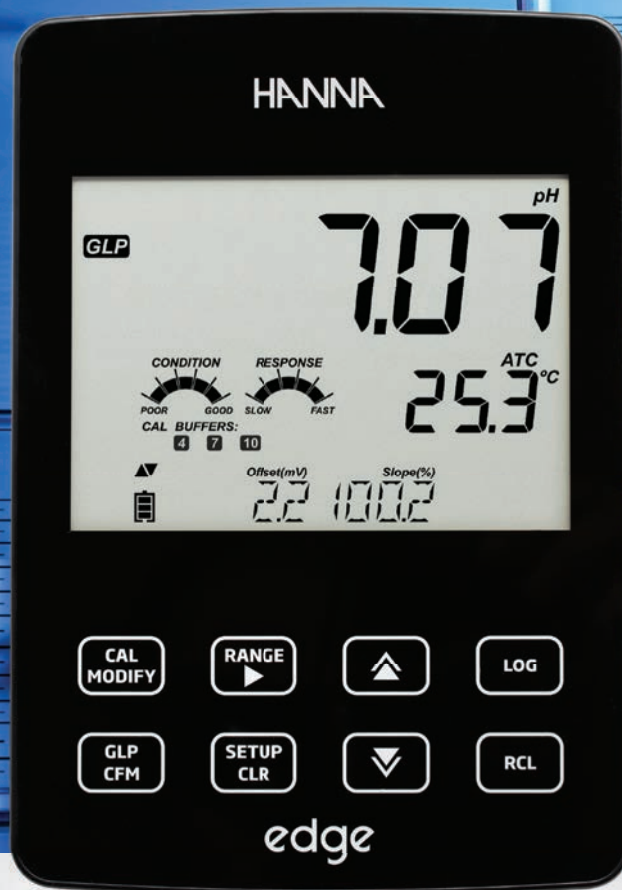 HANNA
pH
GLP
7.07
CONDITION RESPONSE
ATC
25.3 °C
POOR GOOD SLOW FAST
CAL BUFFERS:
4 7 10
Offset(mV) Slope(%)
2.2 100.2
CAL MODIFY
RANGE
LOG
GLP CFM
SETUP CLR
RCL
edge